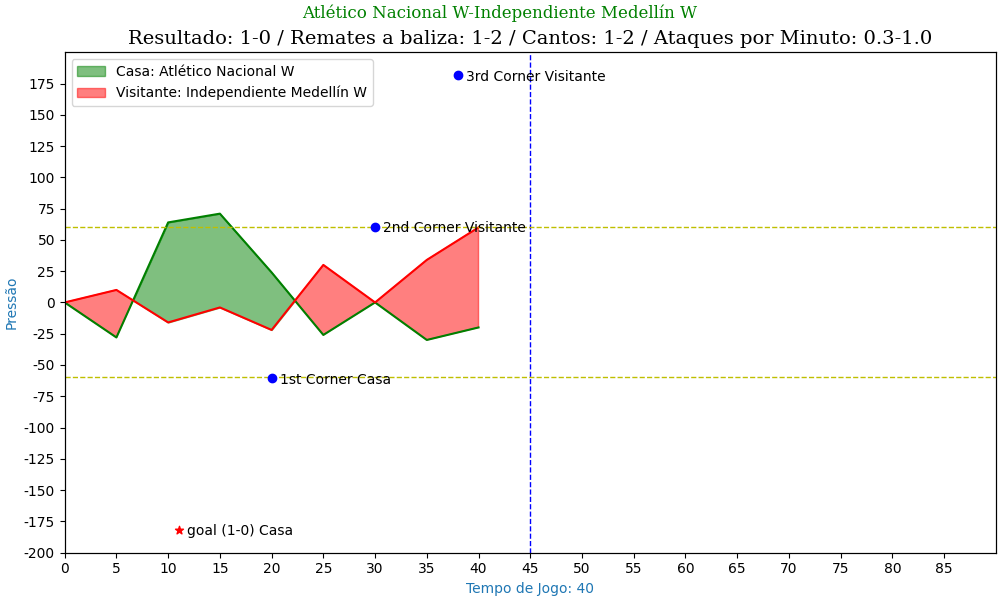 Atlético Nacional W-Independiente Medellín W
Resultado: 1-0 / Remates a baliza: 1-2 / Cantos: 1-2 / Ataques por Minuto: 0.3-1.0
Casa: Atlético Nacional W
Visitante: Independiente Medellín W
3rd Corner Visitante
2nd Corner Visitante
1st Corner Casa
goal (1-0) Casa
Pressão
175
150
125
100
75
50
25
0
-25
-50
-75
-100
-125
-150
-175
-200
0 5 10 15 20 25 30 35 40 45 50 55 60 65 70 75 80 85
Tempo de Jogo: 40